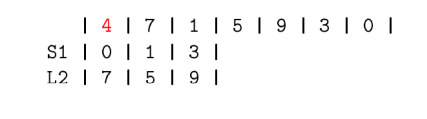 | 4 | 7 | 1 | 5 | 9 | 3 | 0 |
S1 | 0 | 1 | 3 |
L2 | 7 | 5 | 9 |